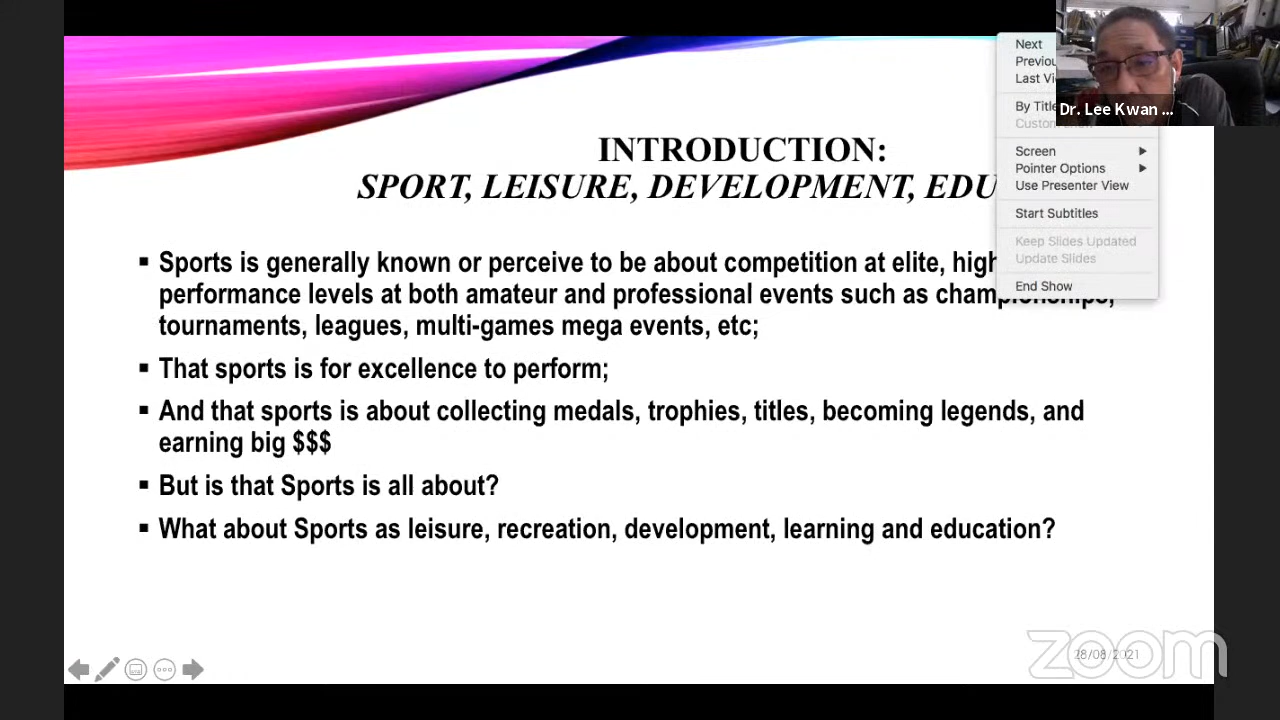 INTRODUCTION:
SPORT, LEISURE, DEVELOPMENT, EDU
▪ Sports is generally known or perceive to be about competition at elite, high
performance levels at both amateur and professional events such as championships,
tournaments, leagues, multi-games mega events, etc;
▪ That sports is for excellence to perform;
▪ And that sports is about collecting medals, trophies, titles, becoming legends, and
earning big $$$
▪ But is that Sports is all about?
▪ What about Sports as leisure, recreation, development, learning and education?
Next
Previou
Last Vi
By Title
Custom Show
Screen
Pointer Options
Use Presenter View
Start Subtitles
Keep Slides Updated
Update Slides
End Show
Dr. Lee Kwan ...
28/08/2021
zoom